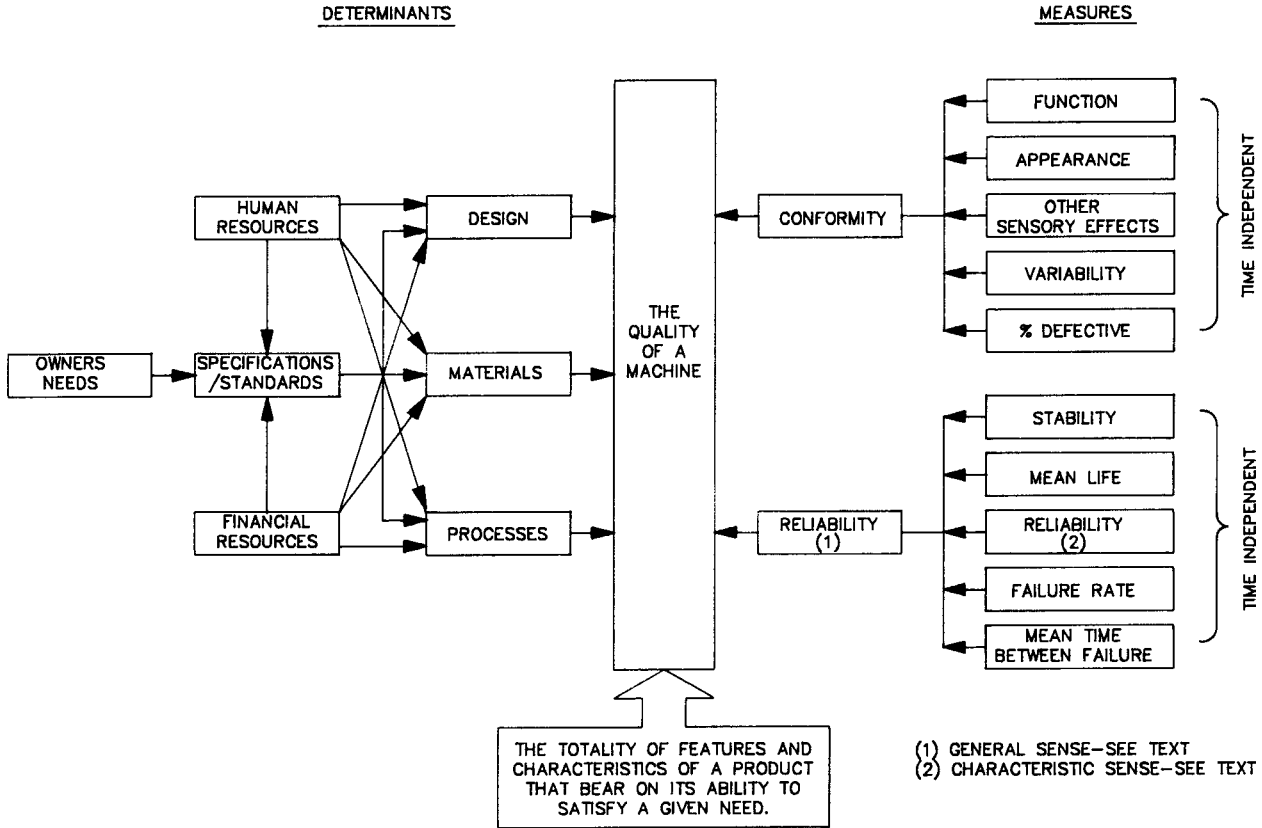 DETERMINANTS
MEASURES
HUMAN
RESOURCES
OWNERS
NEEDS
SPECIFICATIONS
/STANDARDS
FINANCIAL
RESOURCES
DESIGN
MATERIALS
PROCESSES
THE
QUALITY
OF A
MACHINE
CONFORMITY
FUNCTION
APPEARANCE
OTHER
SENSORY EFFECTS
VARIABILITY
% DEFECTIVE
TIME INDEPENDENT
RELIABILITY
(1)
STABILITY
MEAN LIFE
RELIABILITY
(2)
FAILURE RATE
MEAN TIME
BETWEEN FAILURE
TIME INDEPENDENT
THE TOTALITY OF FEATURES AND
CHARACTERISTICS OF A PRODUCT
THAT BEAR ON ITS ABILITY TO
SATISFY A GIVEN NEED.
(1) GENERAL SENSE-SEE TEXT
(2) CHARACTERISTIC SENSE-SEE TEXT